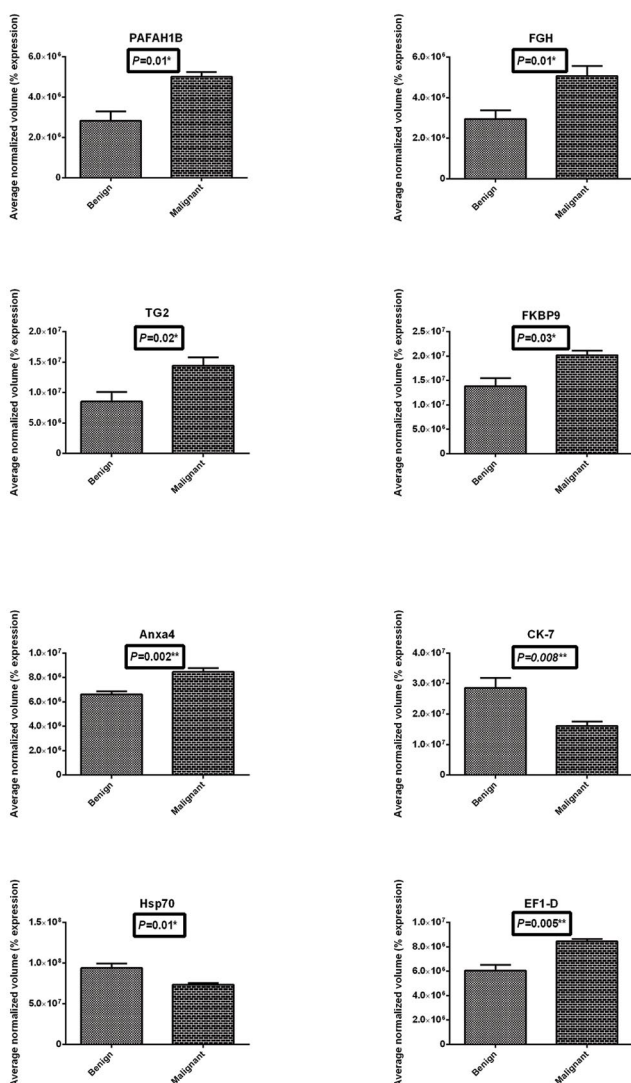 PAFAH1B
P=0.01*
Average normalized volume (% expression)
6.0×10⁶
4.0×10⁶
2.0×10⁶
0
Benign
Malignant
FGH
P=0.01*
Average normalized volume (% expression)
6.0×10⁶
4.0×10⁶
2.0×10⁶
0
Benign
Malignant
TG2
P=0.02*
Average normalized volume (% expression)
2.0×10⁷
1.5×10⁷
1.0×10⁷
5.0×10⁶
0
Benign
Malignant
FKBP9
P=0.03*
Average normalized volume (% expression)
2.5×10⁷
2.0×10⁷
1.5×10⁷
1.0×10⁷
5.0×10⁶
0
Benign
Malignant
Anxa4
P=0.002**
Average normalized volume (% expression)
1.0×10⁷
8.0×10⁶
6.0×10⁶
4.0×10⁶
2.0×10⁶
0
Benign
Malignant
CK-7
P=0.008**
Average normalized volume (% expression)
4.0×10⁷
3.0×10⁷
2.0×10⁷
1.0×10⁷
0
Benign
Malignant
Hsp70
P=0.01*
Average normalized volume (% expression)
1.5×10⁸
1.0×10⁸
5.0×10⁷
0
Benign
Malignant
EF1-D
P=0.005**
Average normalized volume (% expression)
1.0×10⁷
8.0×10⁶
6.0×10⁶
4.0×10⁶
2.0×10⁶
0
Benign
Malignant